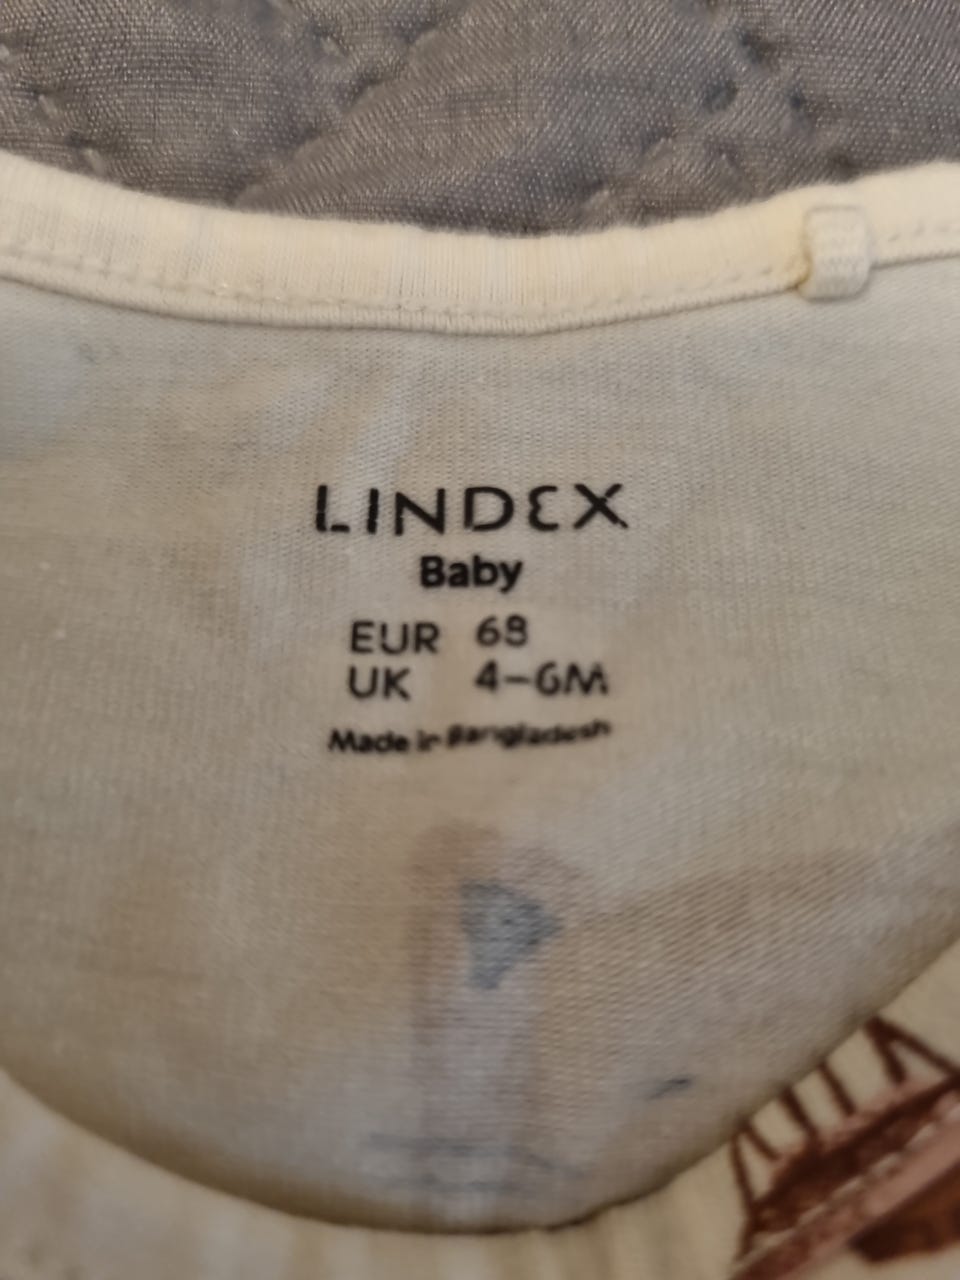 LINDEX
Baby
EUR 68
UK 4-6M
Made in Bangladesh